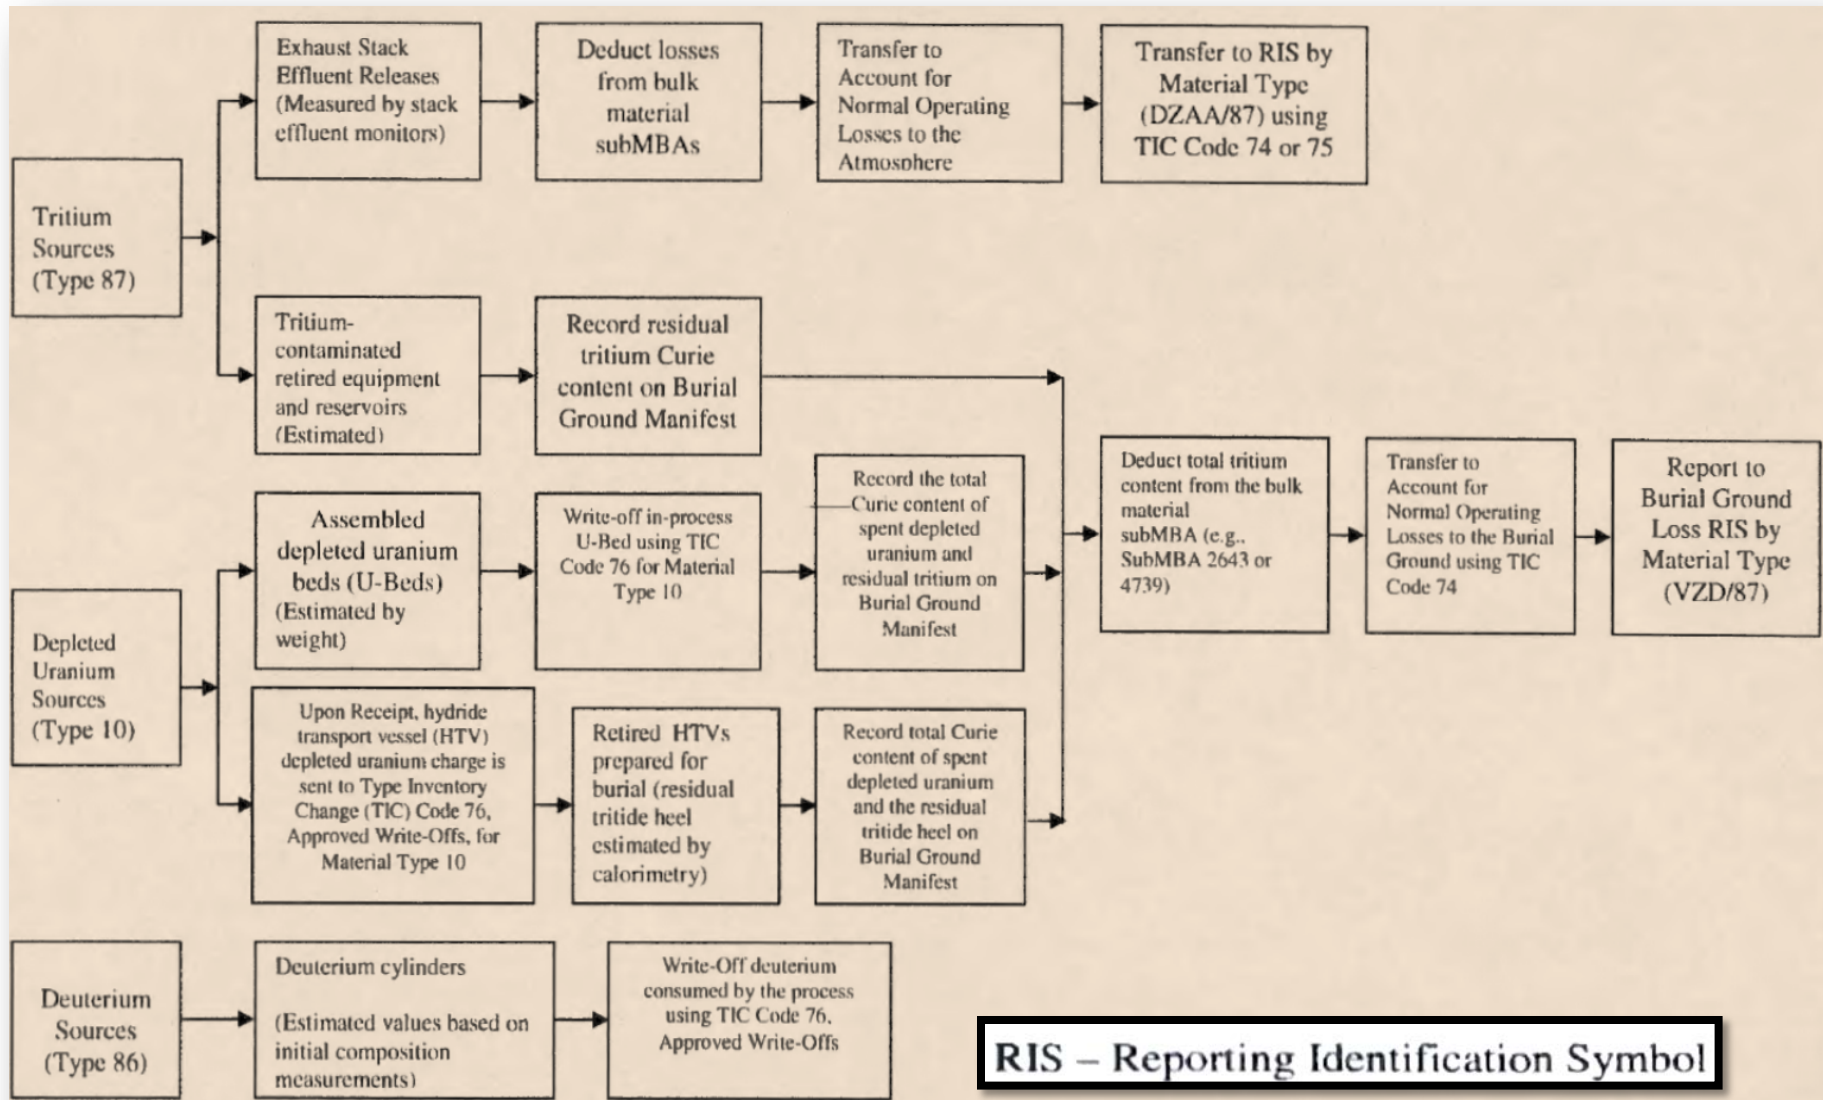 Tritium
Sources
(Type 87)
Exhaust Stack
Effluent Releases
(Measured by stack
effluent monitors)
Deduct losses
from bulk
material
subMBAs
Transfer to
Account for
Normal Operating
Losses to the
Atmosphere
Transfer to RIS by
Material Type
(DZAA/87) using
TIC Code 74 or 75
Tritium-
contaminated
retired equipment
and reservoirs
(Estimated)
Record residual
tritium Curie
content on Burial
Ground Manifest
Depleted
Uranium
Sources
(Type 10)
Assembled
depleted uranium
beds (U-Beds)
(Estimated by
weight)
Write-off in-process
U-Bed using TIC
Code 76 for Material
Type 10
Record the total
Curie content of
spent depleted
uranium and
residual tritium on
Burial Ground
Manifest
Upon Receipt, hydride
transport vessel (HTV)
depleted uranium charge is
sent to Type Inventory
Change (TIC) Code 76,
Approved Write-Offs, for
Material Type 10
Retired HTVs
prepared for
burial (residual
tritide heel
estimated by
calorimetry)
Record total Curie
content of spent
depleted uranium
and the residual
tritide heel on
Burial Ground
Manifest
Deduct total tritium
content from the bulk
material
subMBA (e.g.,
SubMBA 2643 or
4739)
Transfer to
Account for
Normal Operating
Losses to the Burial
Ground using TIC
Code 74
Report to
Burial Ground
Loss RIS by
Material Type
(VZD/87)
Deuterium
Sources
(Type 86)
Deuterium cylinders
(Estimated values based on
initial composition
measurements)
Write-Off deuterium
consumed by the process
using TIC Code 76,
Approved Write-Offs
RIS – Reporting Identification Symbol